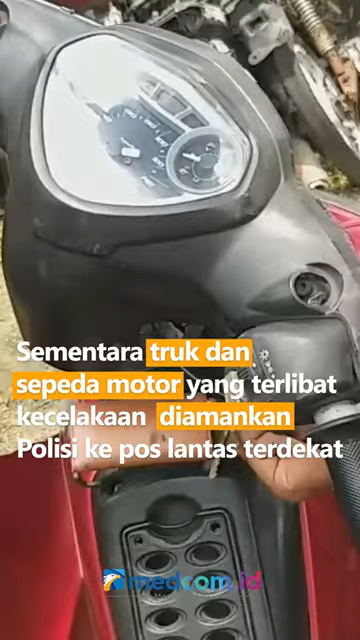 Sementara truk dan
sepeda motor yang terlibat
kecelakaan diamankan
Polisi ke pos lantas terdekat
medcom.id